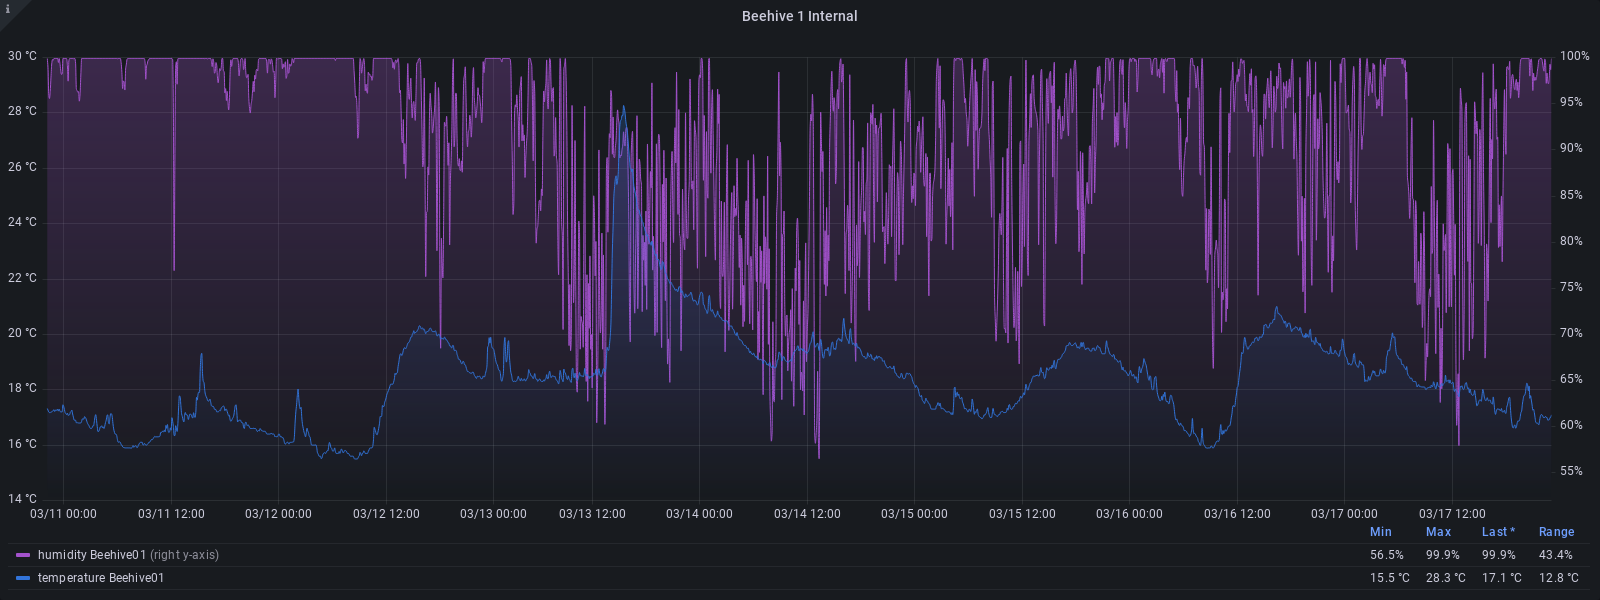 i
Beehive 1 Internal
30 °C 100%
28 °C 95%
26 °C 90%
24 °C 85%
22 °C 80%
20 °C 75%
18 °C 70%
16 °C 65%
14 °C 60%
55%
03/11 00:00 03/11 12:00 03/12 00:00 03/12 12:00 03/13 00:00 03/13 12:00 03/14 00:00 03/14 12:00 03/15 00:00 03/15 12:00 03/16 00:00 03/16 12:00 03/17 00:00 03/17 12:00
Min Max Last * Range
humidity Beehive01 (right y-axis) 56.5% 99.9% 99.9% 43.4%
temperature Beehive01 15.5 °C 28.3 °C 17.1 °C 12.8 °C